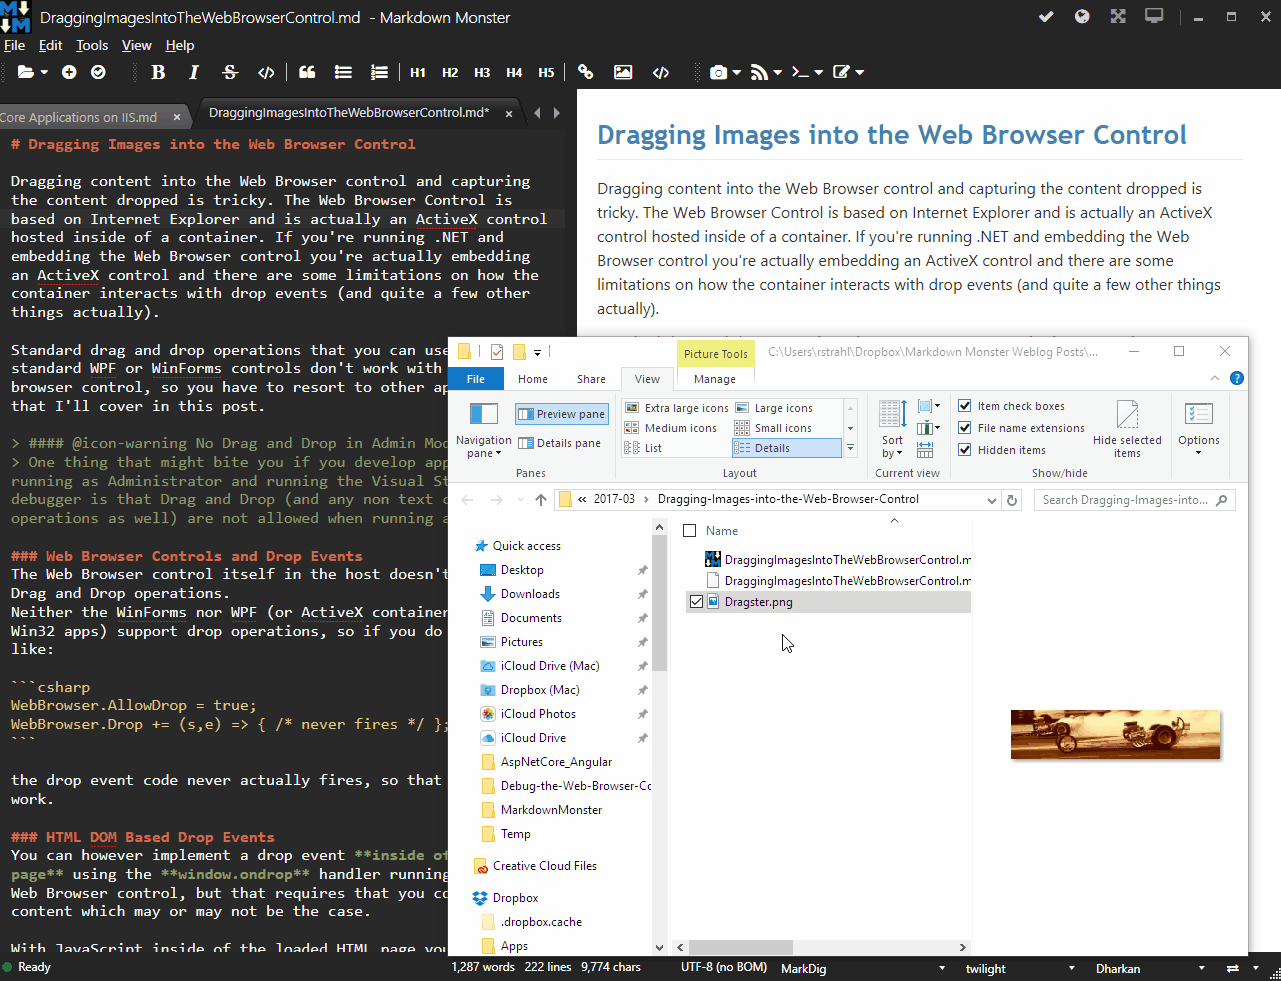 DraggingImagesIntoTheWebBrowserControl.md - Markdown Monster
File Edit Tools View Help
B I S H1 H2 H3 H4 H5
Core Applications on IIS.md
DraggingImagesIntoTheWebBrowserControl.md*
# Dragging Images into the Web Browser Control
Dragging content into the Web Browser control and capturing
the content dropped is tricky. The Web Browser Control is
based on Internet Explorer and is actually an ActiveX control
hosted inside of a container. If you're running .NET and
embedding the Web Browser control you're actually embedding
an ActiveX control and there are some limitations on how the
container interacts with drop events (and quite a few other
things actually).
Standard drag and drop operations that you can use
standard WPF or WinForms controls don't work with
browser control, so you have to resort to other ap
that I'll cover in this post.
> #### @icon-warning No Drag and Drop in Admin Mod
> One thing that might bite you if you develop app
running as Administrator and running the Visual St
debugger is that Drag and Drop (and any non text c
operations as well) are not allowed when running a
### Web Browser Controls and Drop Events
The Web Browser control itself in the host doesn't
Drag and Drop operations.
Neither the WinForms nor WPF (or ActiveX container
Win32 apps) support drop operations, so if you do
like:
```csharp
WebBrowser.AllowDrop = true;
WebBrowser.Drop += (s,e) => { /* never fires */ };
```
the drop event code never actually fires, so that
work.
### HTML DOM Based Drop Events
You can however implement a drop event **inside of
page** using the **window.ondrop** handler running
Web Browser control, but that requires that you co
content which may or may not be the case.
With JavaScript inside of the loaded HTML page you
Dragging Images into the Web Browser Control
Dragging content into the Web Browser control and capturing the content dropped is
tricky. The Web Browser Control is based on Internet Explorer and is actually an ActiveX
control hosted inside of a container. If you're running .NET and embedding the Web
Browser control you're actually embedding an ActiveX control and there are some
limitations on how the container interacts with drop events (and quite a few other things
actually).
Picture Tools
C:\Users\rstrahl\Dropbox\Markdown Monster Weblog Posts\...
File Home Share View Manage
Navigation pane
Preview pane
Details pane
Panes
Extra large icons
Large icons
Medium icons
Small icons
List
Details
Layout
Sort by
Current view
Item check boxes
File name extensions
Hidden items
Hide selected items
Show/hide
Options
« 2017-03 › Dragging-Images-into-the-Web-Browser-Control
Search Dragging-Images-into...
Quick access
Desktop
Downloads
Documents
Pictures
iCloud Drive (Mac)
Dropbox (Mac)
iCloud Photos
iCloud Drive
AspNetCore_Angular
Debug-the-Web-Browser-Co
MarkdownMonster
Temp
Creative Cloud Files
Dropbox
.dropbox.cache
Apps
Name
DraggingImagesIntoTheWebBrowserControl.m
DraggingImagesIntoTheWebBrowserControl.m
Dragster.png
Ready
1,287 words 222 lines 9,774 chars
UTF-8 (no BOM)
MarkDig
twilight
Dharkan